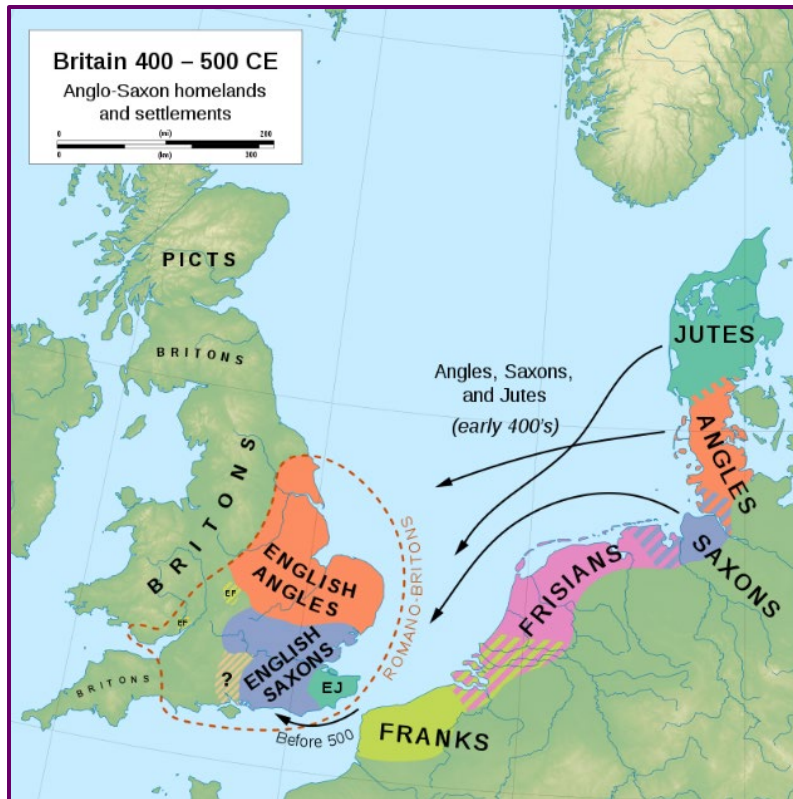 Britain 400 – 500 CE
Anglo-Saxon homelands
and settlements
0 (mi) 200
0 (km) 300
PICTS
BRITONS
BRITONS
BRITONS
JUTES
Angles, Saxons,
and Jutes
(early 400's)
ANGLES
SAXONS
FRISIANS
FRANKS
ROMANO-BRITONS
ENGLISH
ANGLES
EF
EF
ENGLISH
SAXONS
?
EJ
Before 500